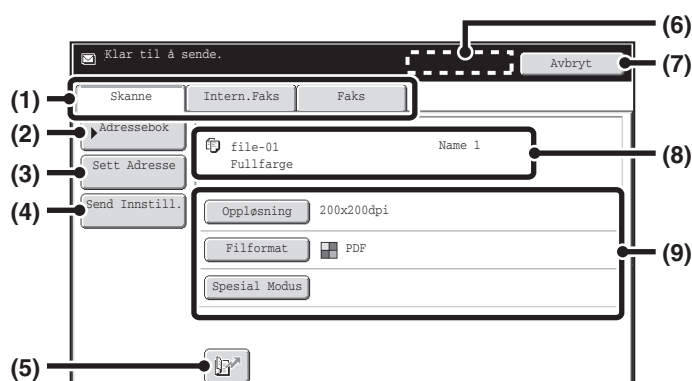 (6)
Klar til å sende.
Avbryt
(7)
(1)
Skanne
Intern.Faks
Faks
(2)
Adressebok
file-01
Name 1
(8)
Fullfarge
(3)
Sett Adresse
(4)
Send Innstill.
Oppløsning
200x200dpi
Filformat
PDF
(9)
Spesial Modus
(5)